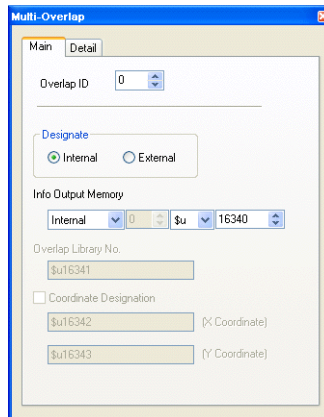 Multi-Overlap
Main Detail
Overlap ID 0
Designate
Internal External
Info Output Memory
Internal 0 $u 16340
Overlap Library No.
$u16341
Coordinate Designation
$u16342 (X Coordinate)
$u16343 (Y Coordinate)